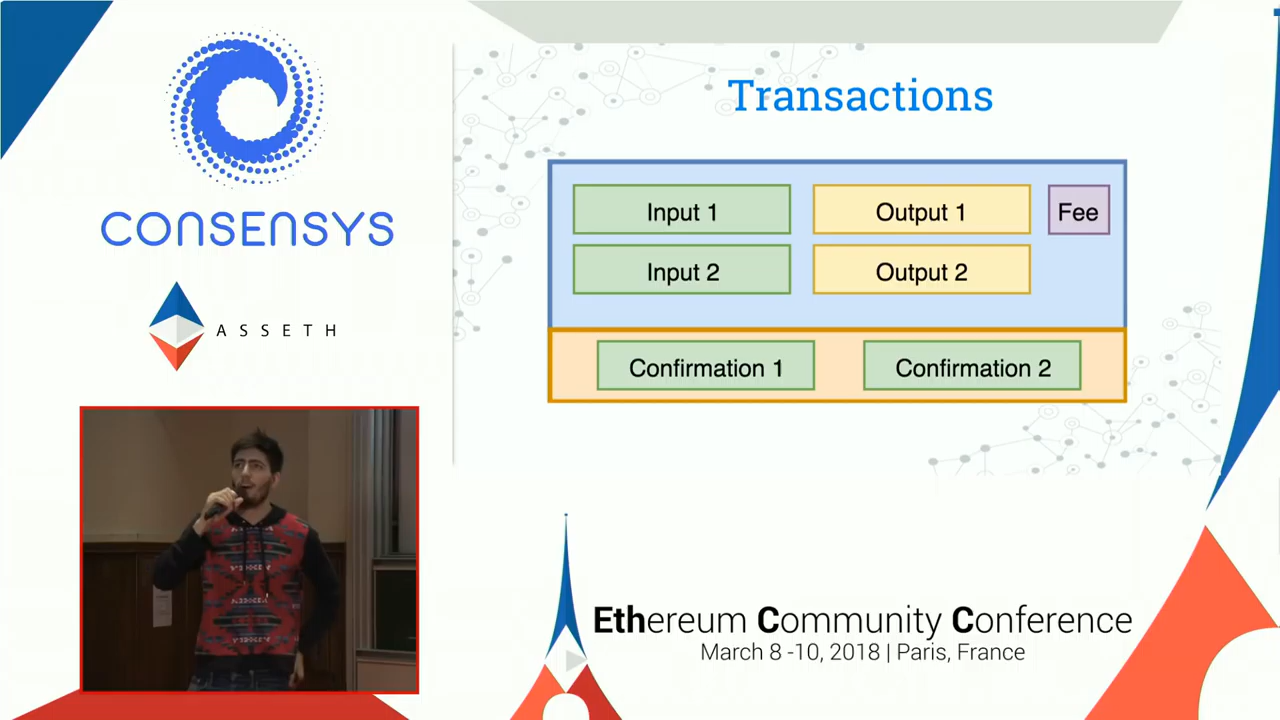 CONSENSYS
ASSETH
Transactions
Input 1
Output 1
Fee
Input 2
Output 2
Confirmation 1
Confirmation 2
Ethereum Community Conference
March 8 -10, 2018 | Paris, France